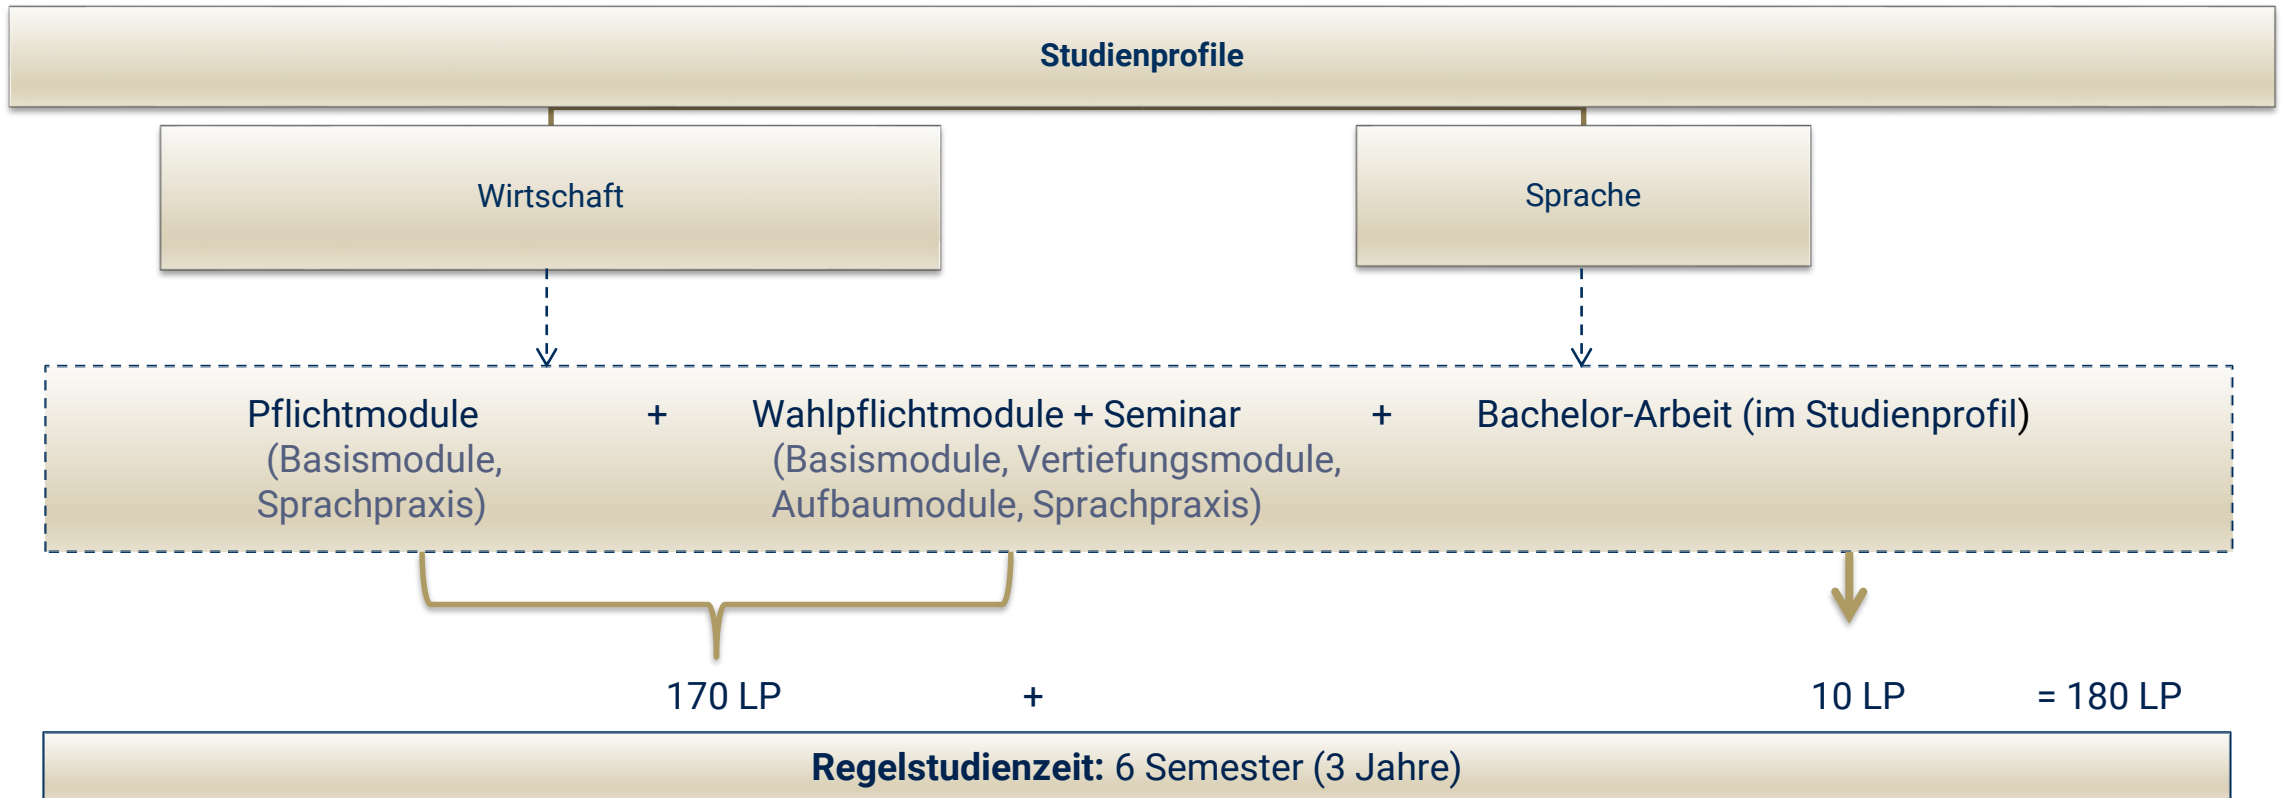 Studienprofile
Wirtschaft
Sprache
Pflichtmodule + Wahlpflichtmodule + Seminar + Bachelor-Arbeit (im Studienprofil)
(Basismodule, (Basismodule, Vertiefungsmodule,
Sprachpraxis) Aufbaumodule, Sprachpraxis)
170 LP + 10 LP = 180 LP
Regelstudienzeit: 6 Semester (3 Jahre)